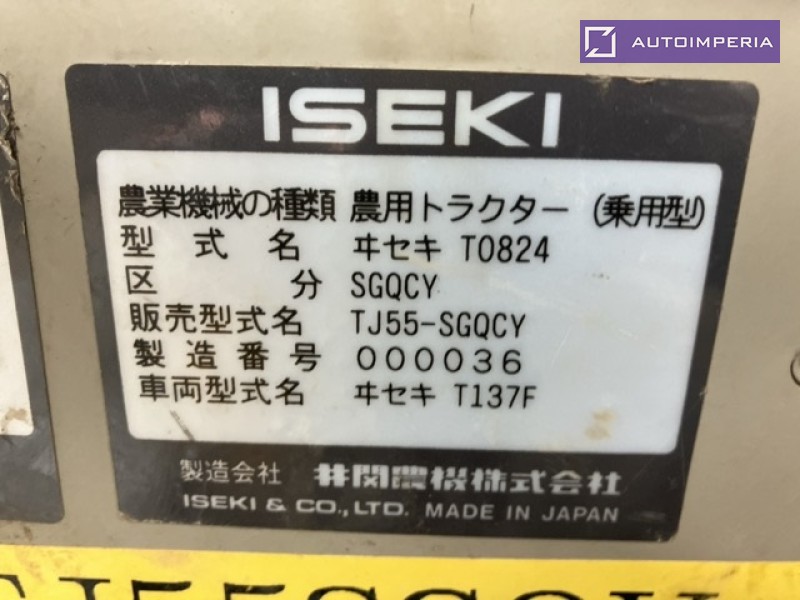 AUTOIMPERIA
ISEKI
農業機械の種類 農用トラクター (乗用型)
型式名 ヰセキ T0824
区分 SGQCY
販売型式名 TJ55-SGQCY
製造番号 000036
車両型式名 ヰセキ T137F
製造会社 井関農機株式会社
ISEKI & CO., LTD. MADE IN JAPAN